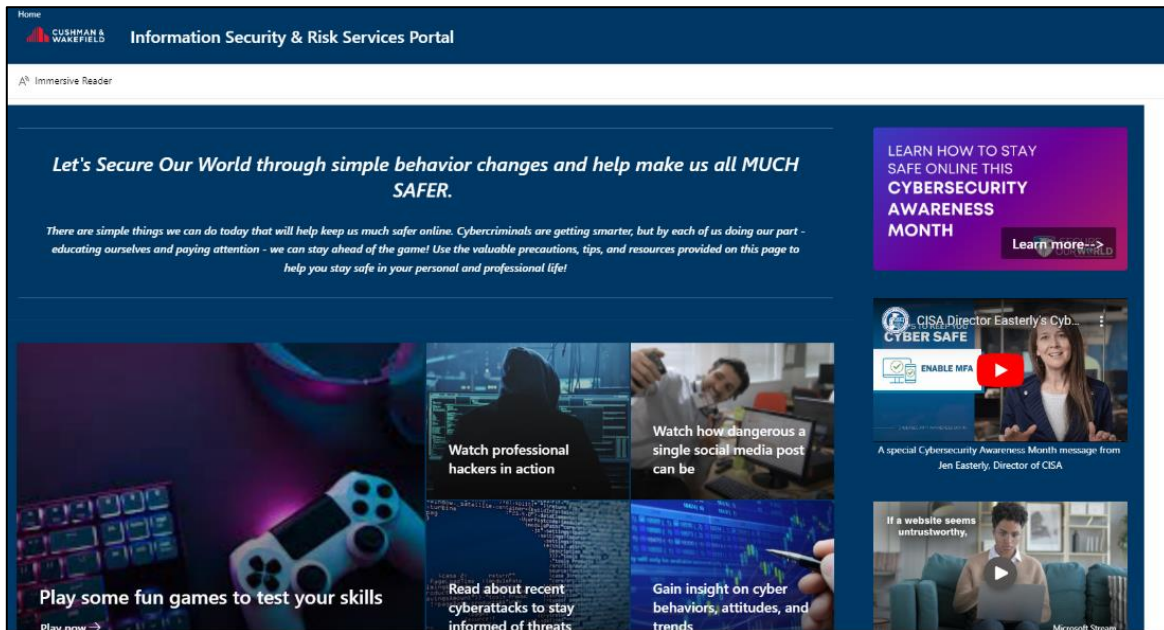 Home
CUSHMAN &
WAKEFIELD
Information Security & Risk Services Portal
Immersive Reader
Let's Secure Our World through simple behavior changes and help make us all MUCH
SAFER.
There are simple things we can do today that will help keep us much safer online. Cybercriminals are getting smarter, but by each of us doing our part -
educating ourselves and paying attention - we can stay ahead of the game! Use the valuable precautions, tips, and resources provided on this page to
help you stay safe in your personal and professional life!
LEARN HOW TO STAY
SAFE ONLINE THIS
CYBERSECURITY
AWARENESS
MONTH
Learn more-->
CISA Director Easterly's Cyb...
CYBER SAFE
ENABLE MFA
A special Cybersecurity Awareness Month message from
Jen Easterly, Director of CISA
Watch professional
hackers in action
Watch how dangerous a
single social media post
can be
Play some fun games to test your skills
Play now →
Read about recent
cyberattacks to stay
informed of threats
Gain insight on cyber
behaviors, attitudes, and
trends
If a website seems
untrustworthy,
Microsoft Stream